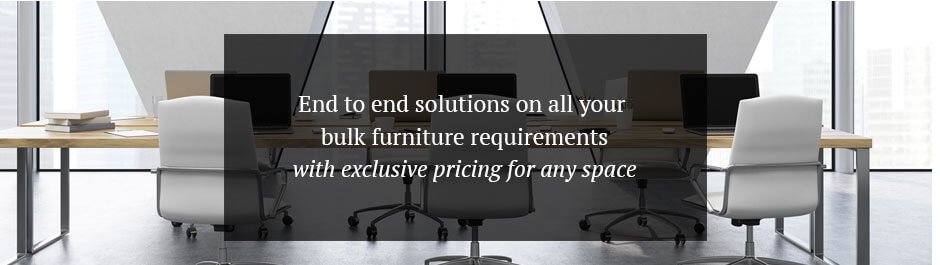 End to end solutions on all your
bulk furniture requirements
with exclusive pricing for any space